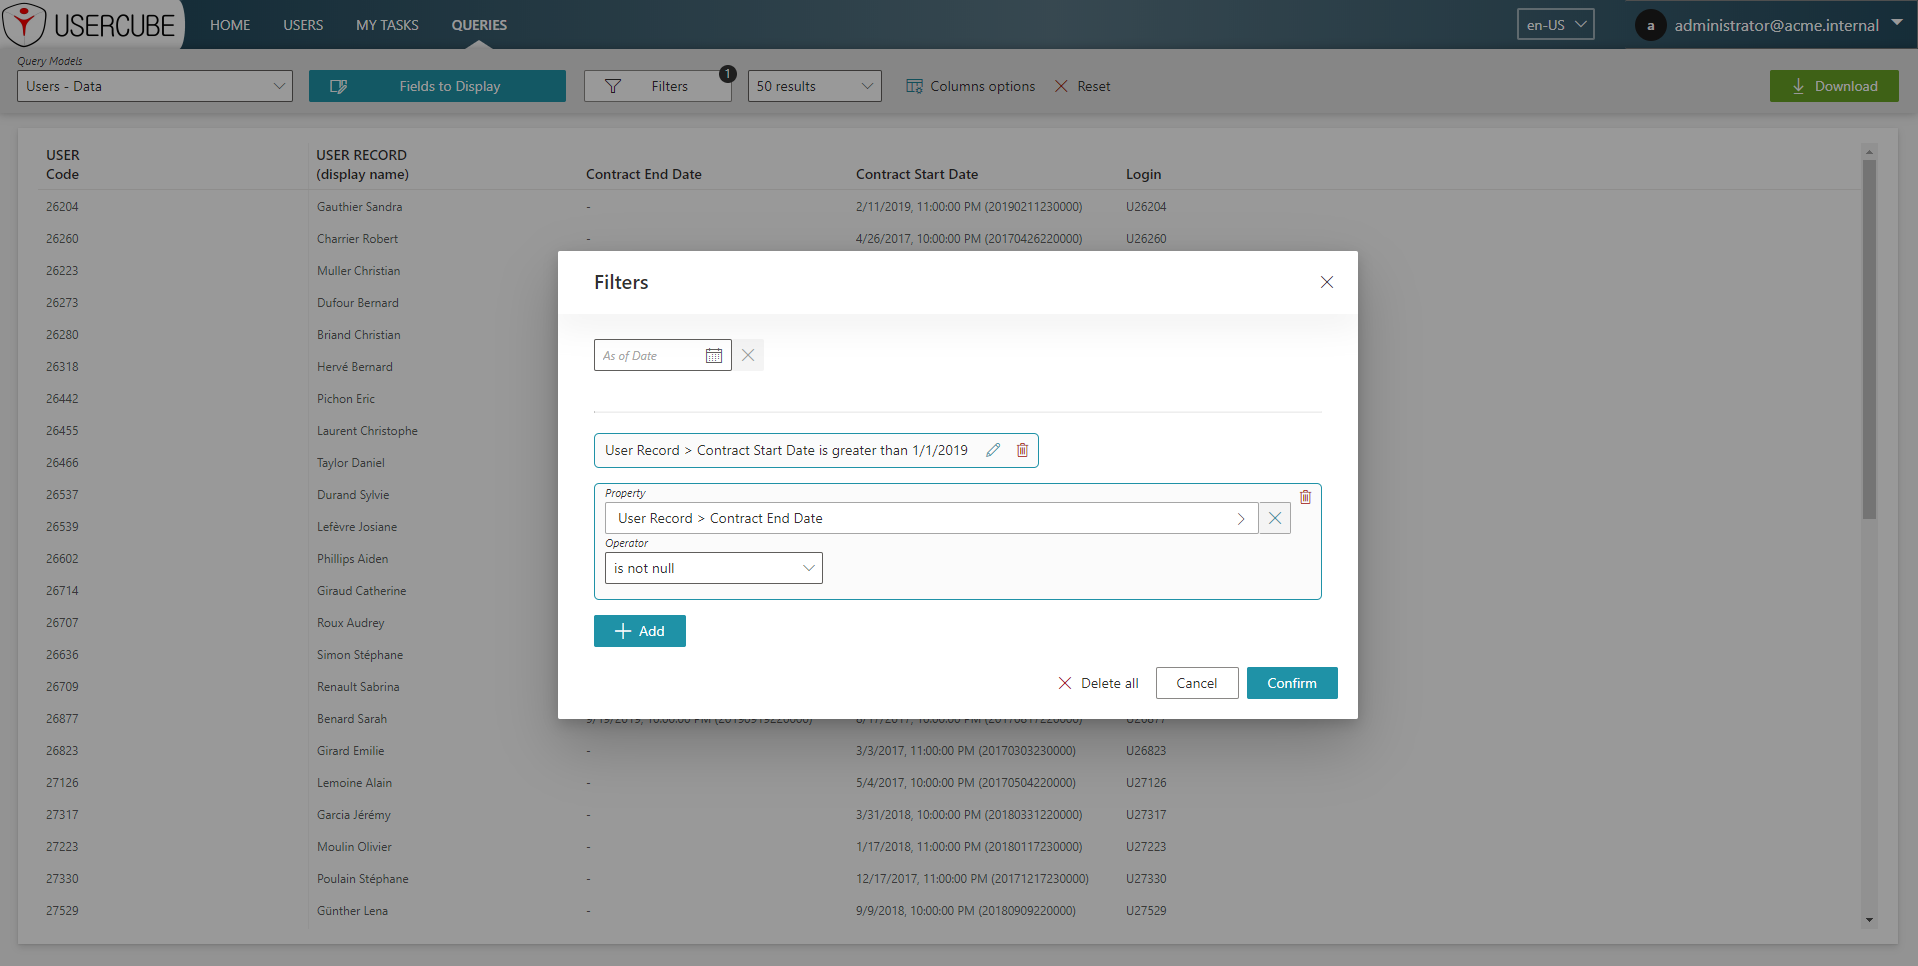 USERCUBE
HOME USERS MY TASKS QUERIES
en-US
a administrator@acme.internal
Query Models
Users - Data
Fields to Display
Filters
1
50 results
Columns options
Reset
Download
USER
Code
USER RECORD
(display name)
Contract End Date
Contract Start Date
Login
26204 Gauthier Sandra - 2/11/2019, 11:00:00 PM (20190211230000) U26204
26260 Charrier Robert - 4/26/2017, 10:00:00 PM (20170426220000) U26260
26223 Muller Christian
26273 Dufour Bernard
26280 Briand Christian
26318 Hervé Bernard
26442 Pichon Eric
26455 Laurent Christophe
26466 Taylor Daniel
26537 Durand Sylvie
26539 Lefèvre Josiane
26602 Phillips Aiden
26714 Giraud Catherine
26707 Roux Audrey
26636 Simon Stéphane
26709 Renault Sabrina
26877 Benard Sarah
26823 Girard Emilie - 3/3/2017, 11:00:00 PM (20170303230000) U26823
27126 Lemoine Alain - 5/4/2017, 10:00:00 PM (20170504220000) U27126
27317 Garcia Jérémy - 3/31/2018, 10:00:00 PM (20180331220000) U27317
27223 Moulin Olivier - 1/17/2018, 11:00:00 PM (20180117230000) U27223
27330 Poulain Stéphane - 12/17/2017, 11:00:00 PM (20171217230000) U27330
27529 Günther Lena - 9/9/2018, 10:00:00 PM (20180909220000) U27529
Filters
As of Date
User Record > Contract Start Date is greater than 1/1/2019
Property
User Record > Contract End Date
Operator
is not null
Add
Delete all
Cancel
Confirm